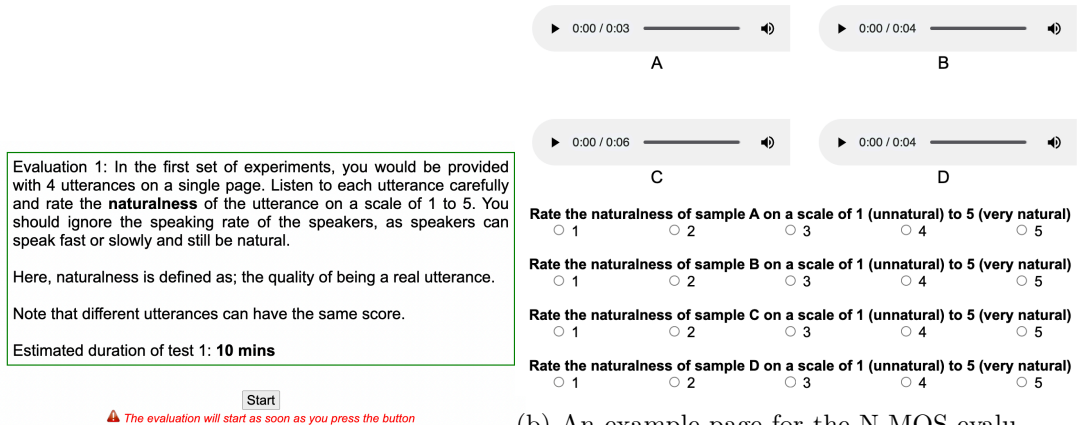 Evaluation 1: In the first set of experiments, you would be provided
with 4 utterances on a single page. Listen to each utterance carefully
and rate the naturalness of the utterance on a scale of 1 to 5. You
should ignore the speaking rate of the speakers, as speakers can
speak fast or slowly and still be natural.
Here, naturalness is defined as; the quality of being a real utterance.
Note that different utterances can have the same score.
Estimated duration of test 1: 10 mins
Start
The evaluation will start as soon as you press the button
0:00 / 0:03
0:00 / 0:04
A
B
0:00 / 0:06
0:00 / 0:04
C
D
Rate the naturalness of sample A on a scale of 1 (unnatural) to 5 (very natural)
1 2 3 4 5
Rate the naturalness of sample B on a scale of 1 (unnatural) to 5 (very natural)
1 2 3 4 5
Rate the naturalness of sample C on a scale of 1 (unnatural) to 5 (very natural)
1 2 3 4 5
Rate the naturalness of sample D on a scale of 1 (unnatural) to 5 (very natural)
1 2 3 4 5
(b) An example page for the N-MOS evalu-